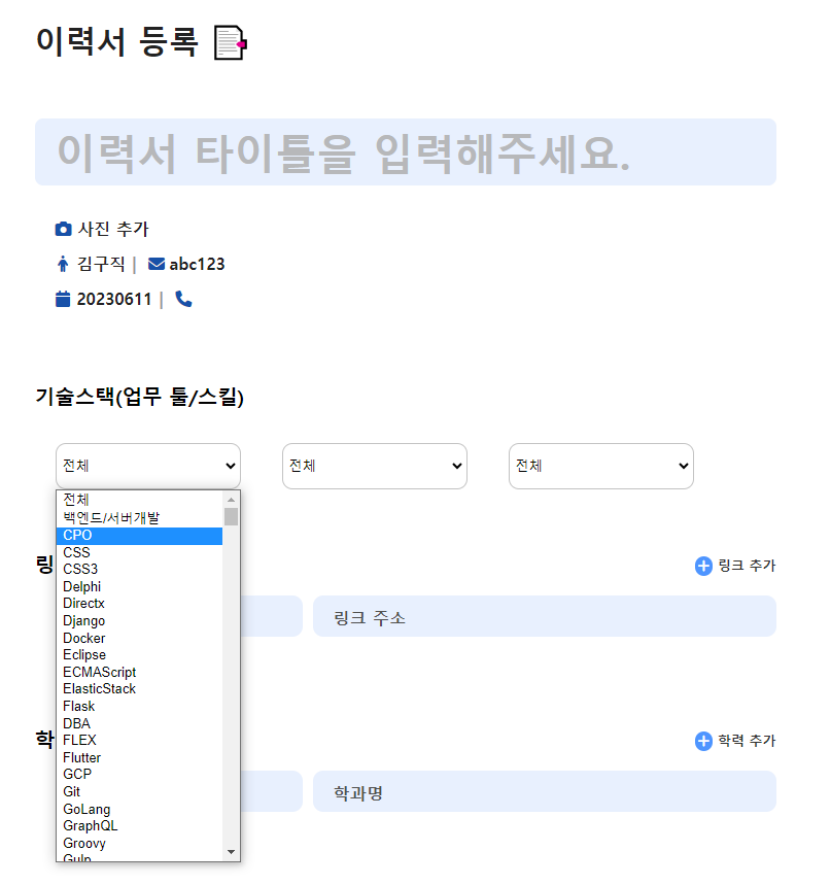 이력서 등록
이력서 타이틀을 입력해주세요.
사진 추가
김구직 | abc123
20230611 |
기술스택(업무 툴/스킬)
전체 전체 전체
전체
백엔드/서버개발
CPO
CSS
CSS3
Delphi
Directx
Django
Docker
Eclipse
ECMAScript
ElasticStack
Flask
DBA
FLEX
Flutter
GCP
Git
GoLang
GraphQL
Groovy
Gulp
링 링크 추가
링크 주소
학 학력 추가
학과명